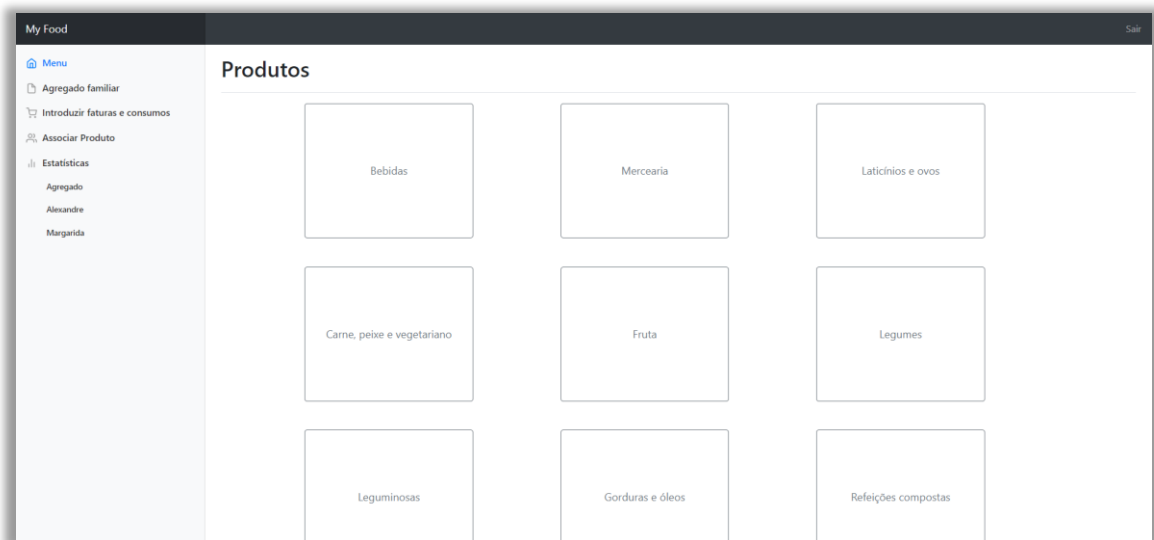 My Food
Sair
Menu
Agregado familiar
Introduzir faturas e consumos
Associar Produto
Estatísticas
Agregado
Alexandre
Margarida
Produtos
Bebidas
Mercearia
Laticínios e ovos
Carne, peixe e vegetariano
Fruta
Legumes
Leguminosas
Gorduras e óleos
Refeições compostas